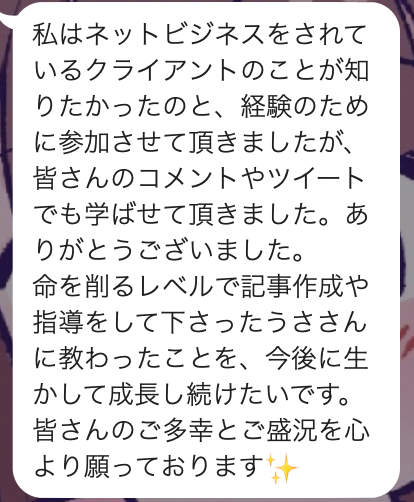 私はネットビジネスをされて
いるクライアントのことが知
りたかったのと、経験のため
に参加させて頂きましたが、
皆さんのコメントやツイート
でも学ばせて頂きました。あ
りがとうございました。
命を削るレベルで記事作成や
指導をして下さったうささん
に教わったことを、今後に生
かして成長し続けたいです。
皆さんのご多幸とご盛況を心
より願っております✨